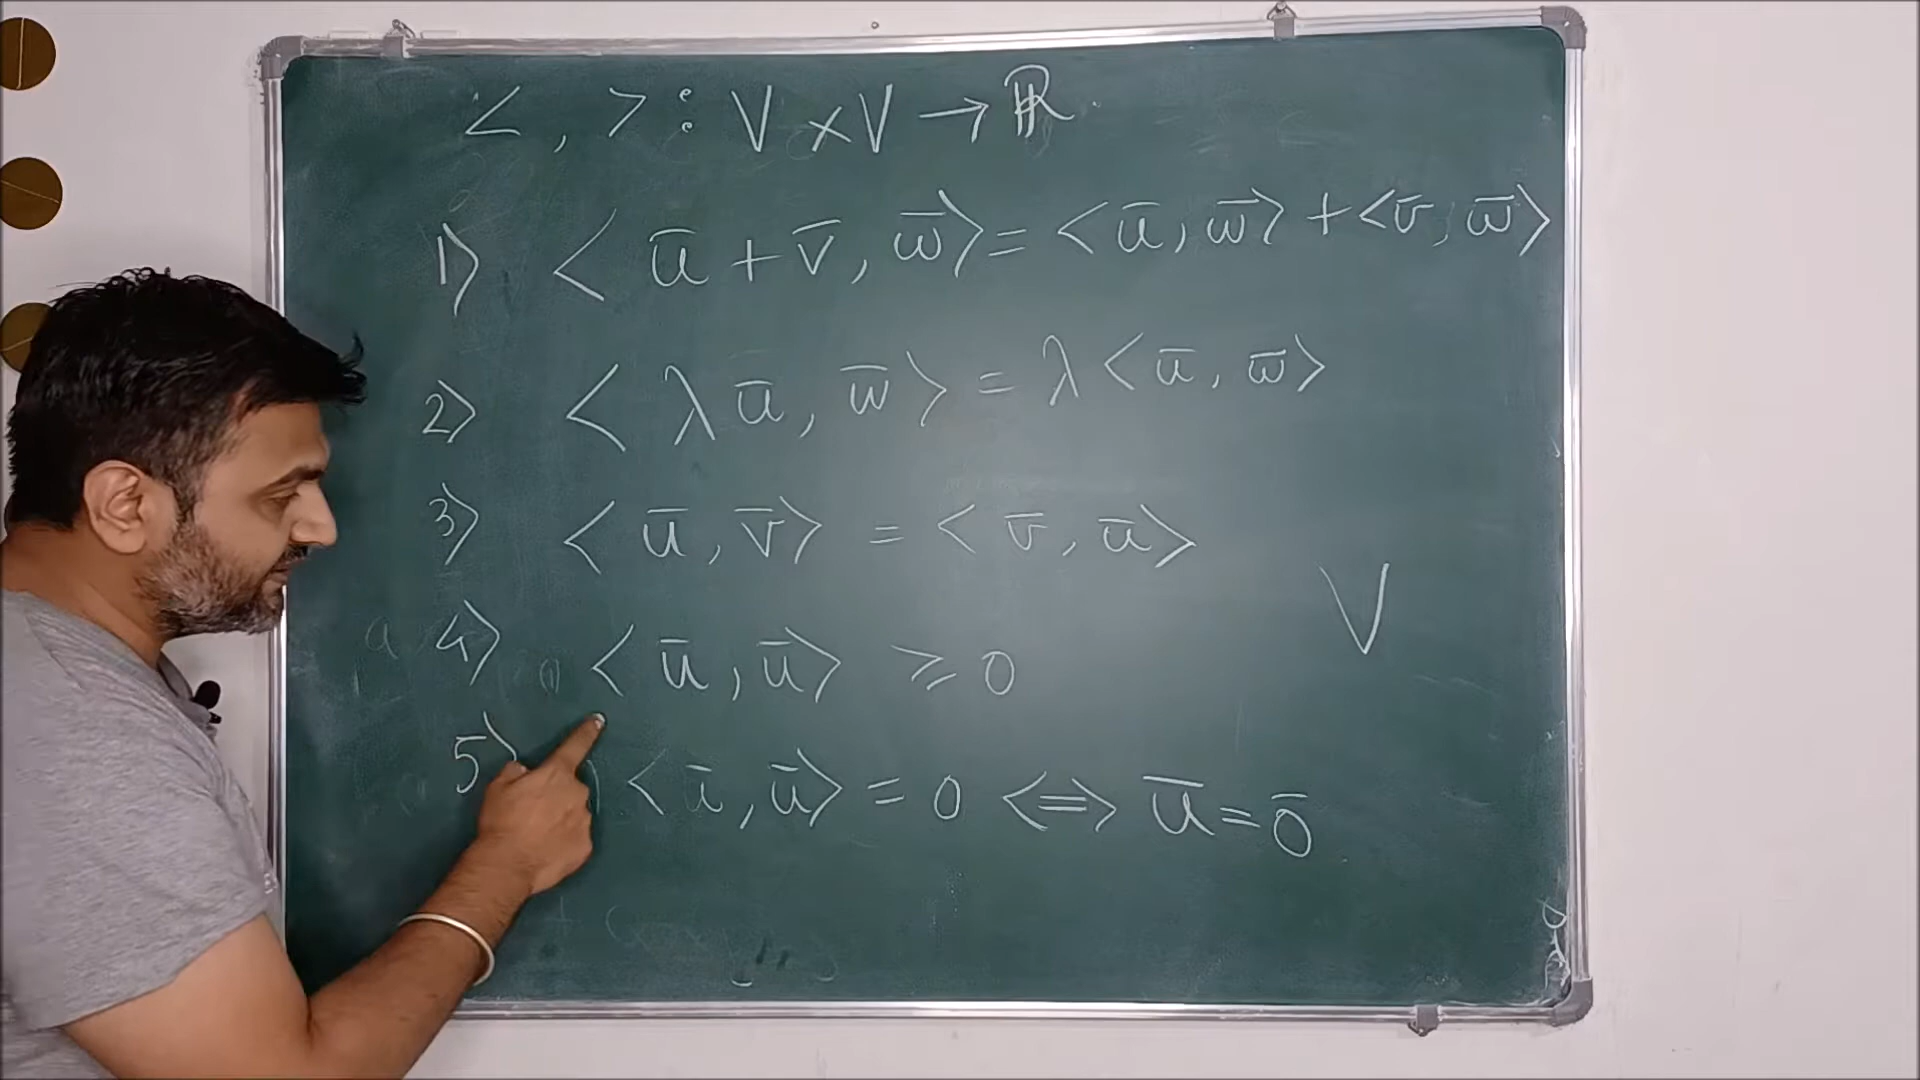 < , > : V × V → ℝ.
1) < ū + v̄, w̄ > = < ū, w̄ > + < v̄, w̄ >
2) < λ ū, w̄ > = λ < ū, w̄ >
3) < ū, v̄ > = < v̄, ū >
V
4) < ū, ū > ≥ 0
5) < ū, ū > = 0 <=> ū = 0̄